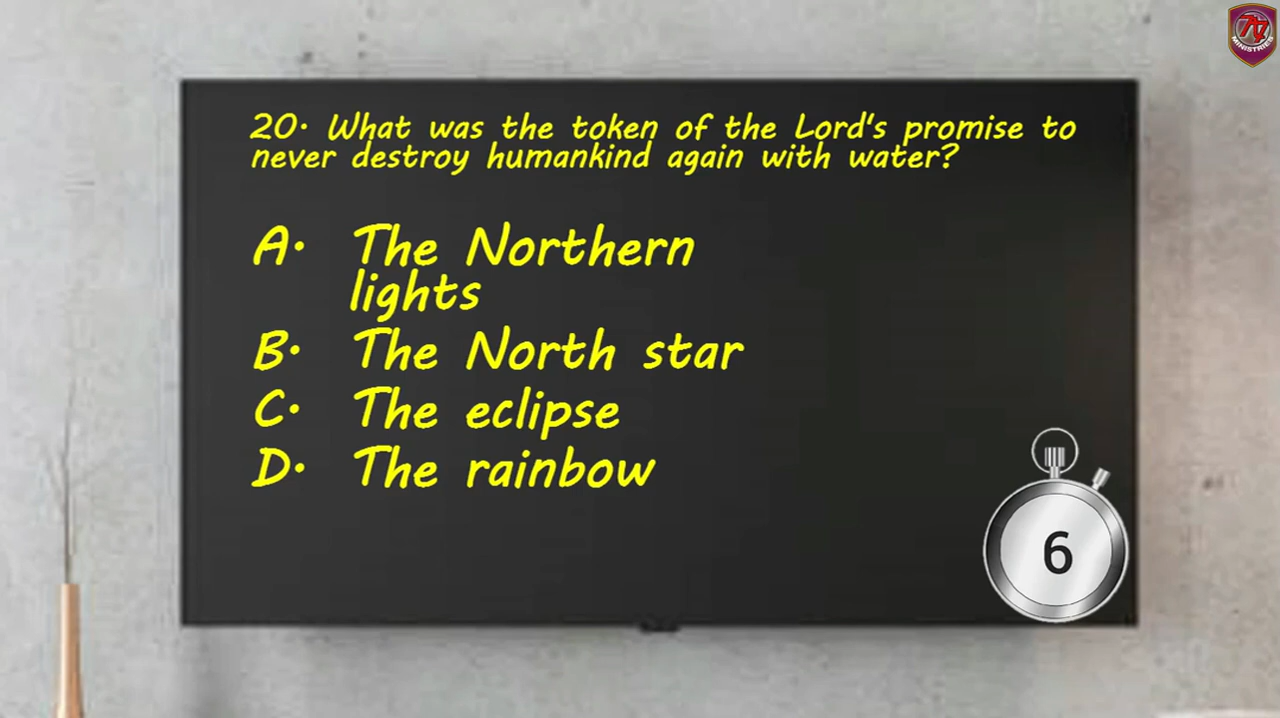 20. What was the token of the Lord's promise to
never destroy humankind again with water?
A. The Northern
lights
B. The North star
C. The eclipse
D. The rainbow
6
MINISTRIES